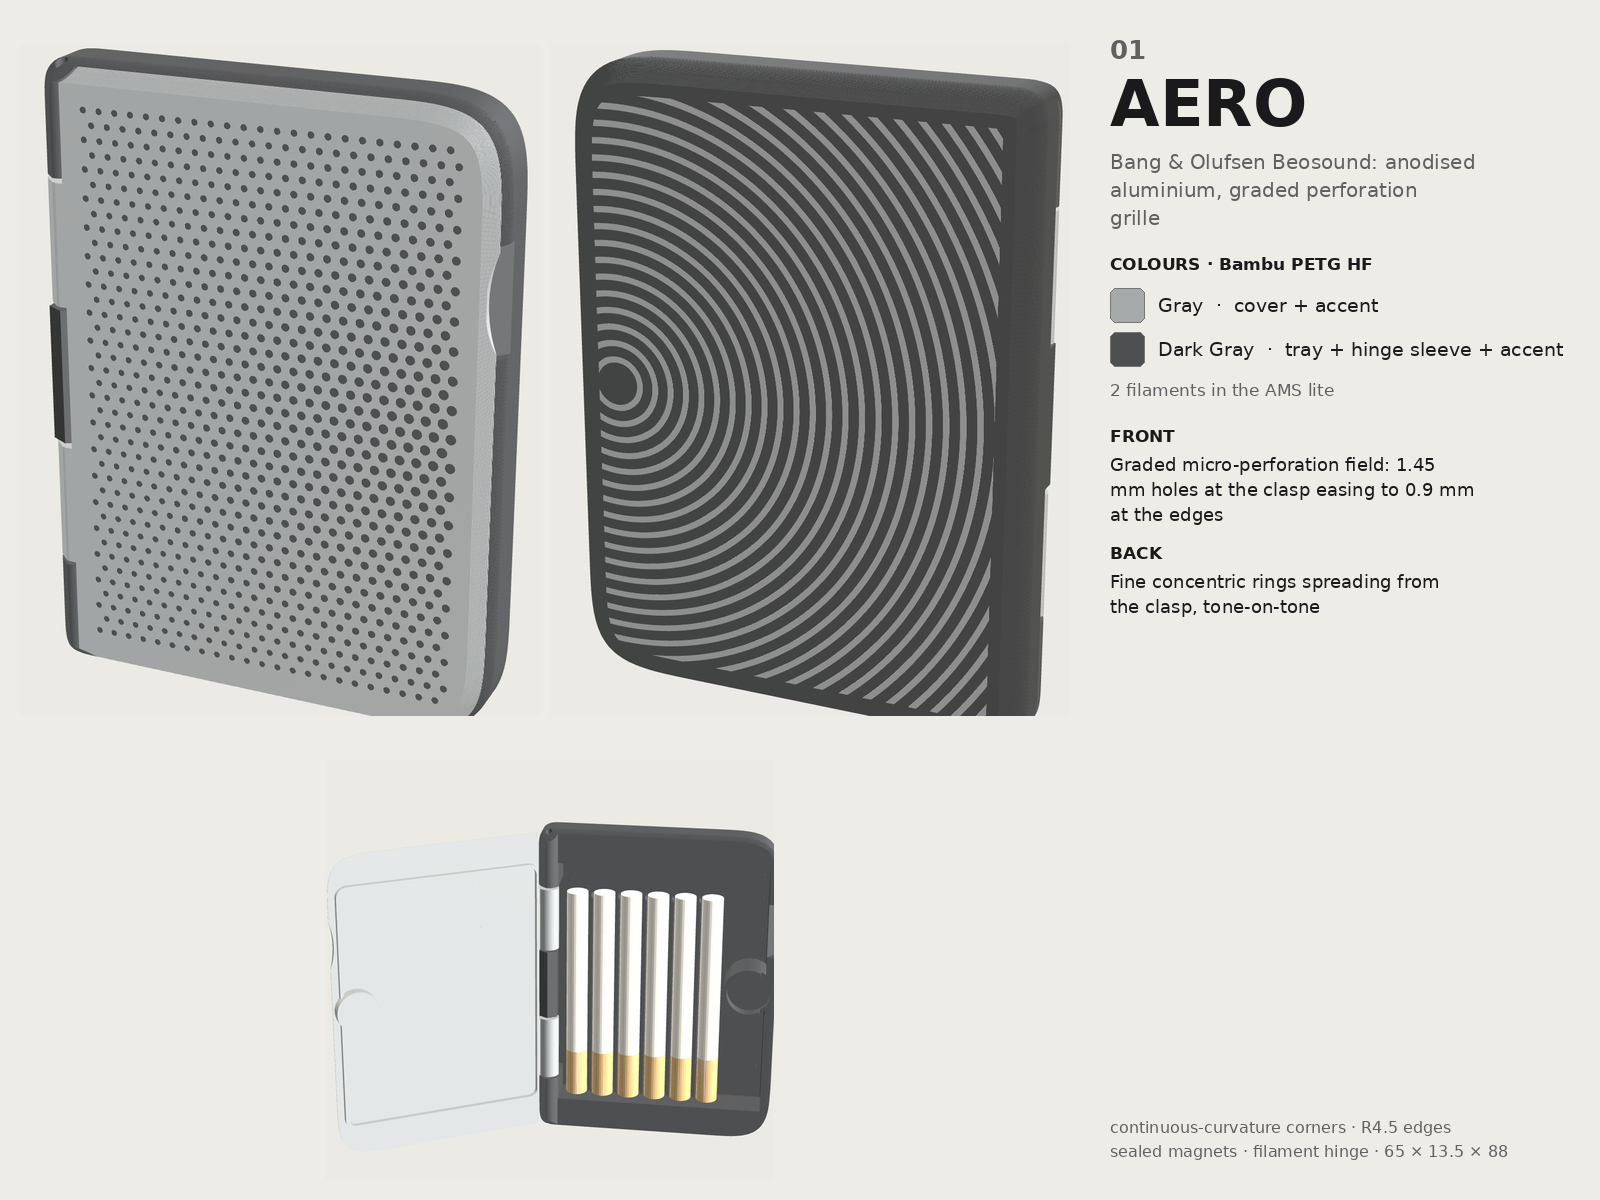 01
AERO
Bang & Olufsen Beosound: anodised
aluminium, graded perforation
grille
COLOURS · Bambu PETG HF
Gray · cover + accent
Dark Gray · tray + hinge sleeve + accent
2 filaments in the AMS lite
FRONT
Graded micro-perforation field: 1.45
mm holes at the clasp easing to 0.9 mm
at the edges
BACK
Fine concentric rings spreading from
the clasp, tone-on-tone
continuous-curvature corners · R4.5 edges
sealed magnets · filament hinge · 65 × 13.5 × 88